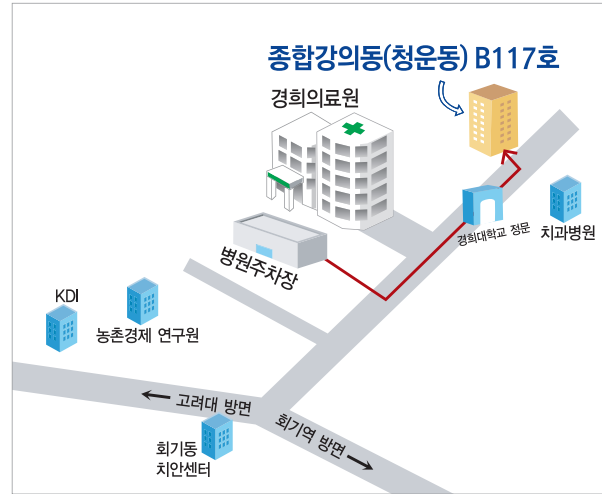 종합강의동(청운동) B117호
경희의료원
경희대학교 정문
치과병원
병원주차장
KDI
농촌경제 연구원
← 고려대 방면
회기역 방면 →
회기동
치안센터